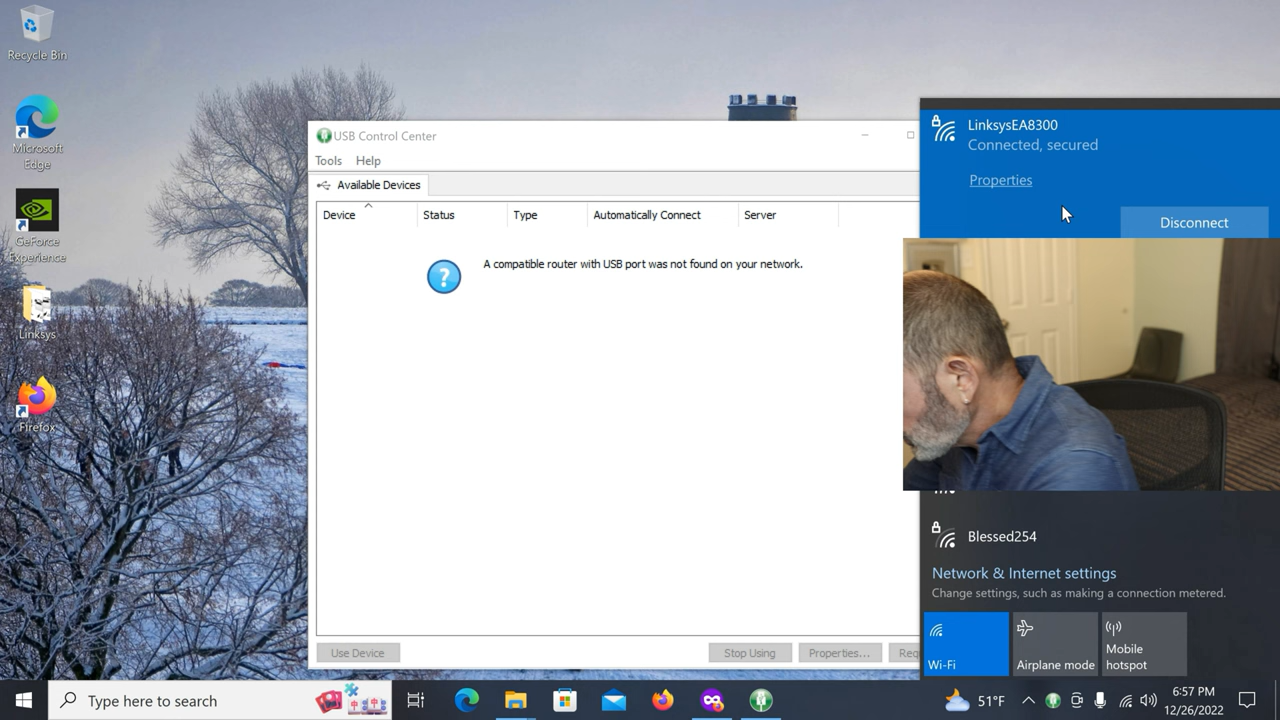 Recycle Bin
Microsoft
Edge
GeForce
Experience
Linksys
Firefox
USB Control Center
Tools Help
Available Devices
Device Status Type Automatically Connect Server
A compatible router with USB port was not found on your network.
Use Device Stop Using Properties...
LinksysEA8300
Connected, secured
Properties
Disconnect
Blessed254
Network & Internet settings
Change settings, such as making a connection metered.
Wi-Fi
Airplane mode
Mobile
hotspot
Type here to search
51°F
6:57 PM
12/26/2022